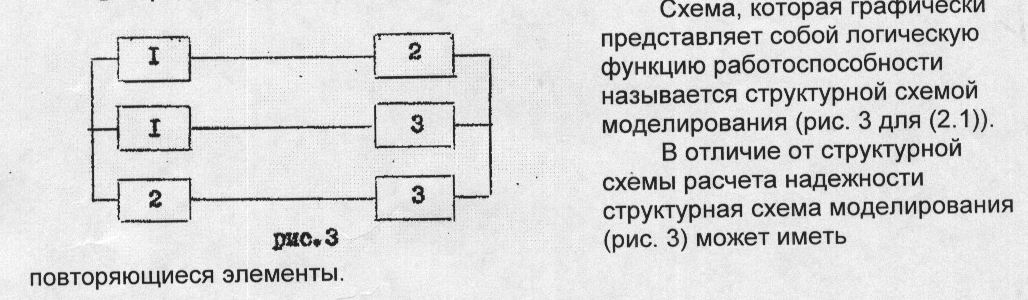 Схема, которая графически
представляет собой логическую
функцию работоспособности
называется структурной схемой
моделирования (рис. 3 для (2.1)).
В отличие от структурной
схемы расчета надежности
структурная схема моделирования
(рис. 3) может иметь
I 2
I 3
2 3
рис.3
повторяющиеся элементы.